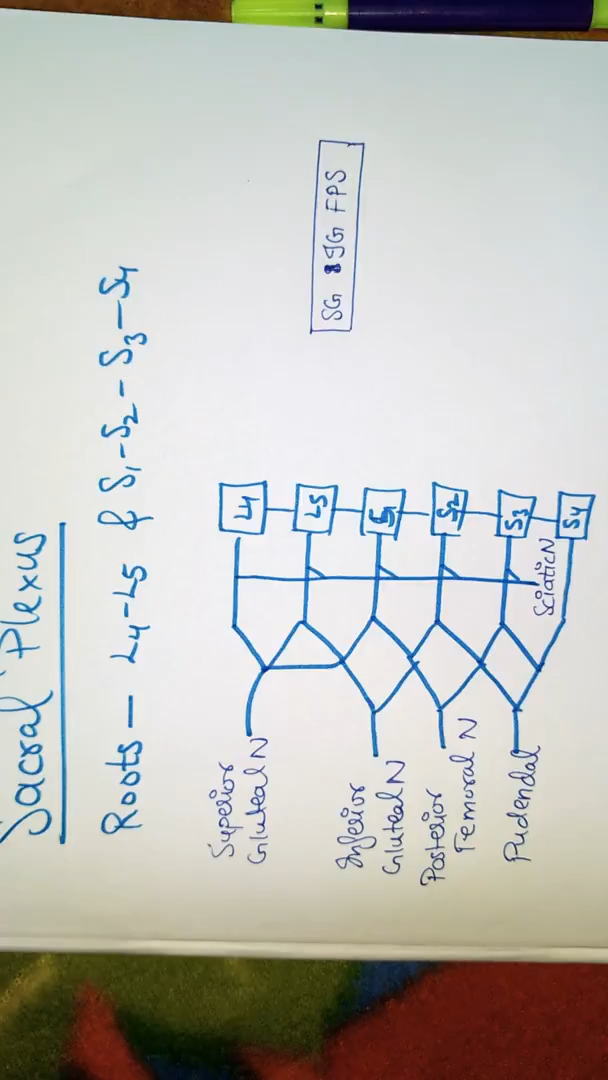 Sacral Plexus
Roots — L4-L5 & S1-S2-S3-S4
SG IG FPS
L4
L5
S1
S2
S3
S4
Sciatic N
Superior
Gluteal N
Inferior
Gluteal N
Posterior
Femoral N
Pudendal